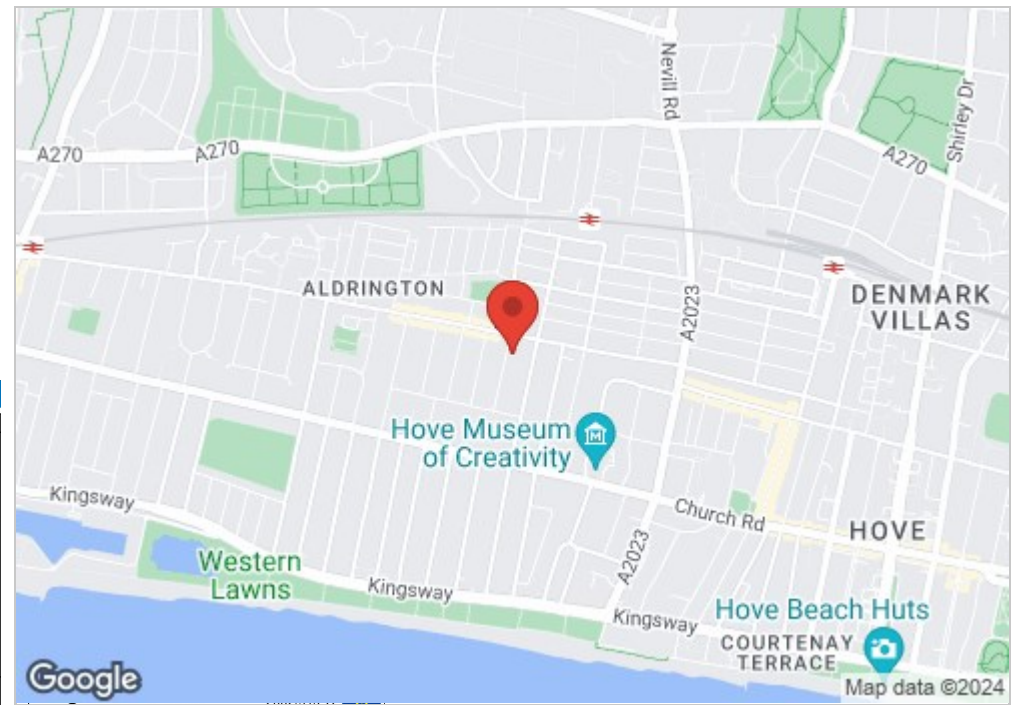 Nevill Rd
Shirley Dr
A270
A270
A270
ALDRINGTON
A2023
DENMARK
VILLAS
Hove Museum
of Creativity
M
Kingsway
Church Rd
HOVE
Western
Lawns
A2023
Kingsway
Kingsway
Hove Beach Huts
COURTENAY
TERRACE
Google
Map data ©2024